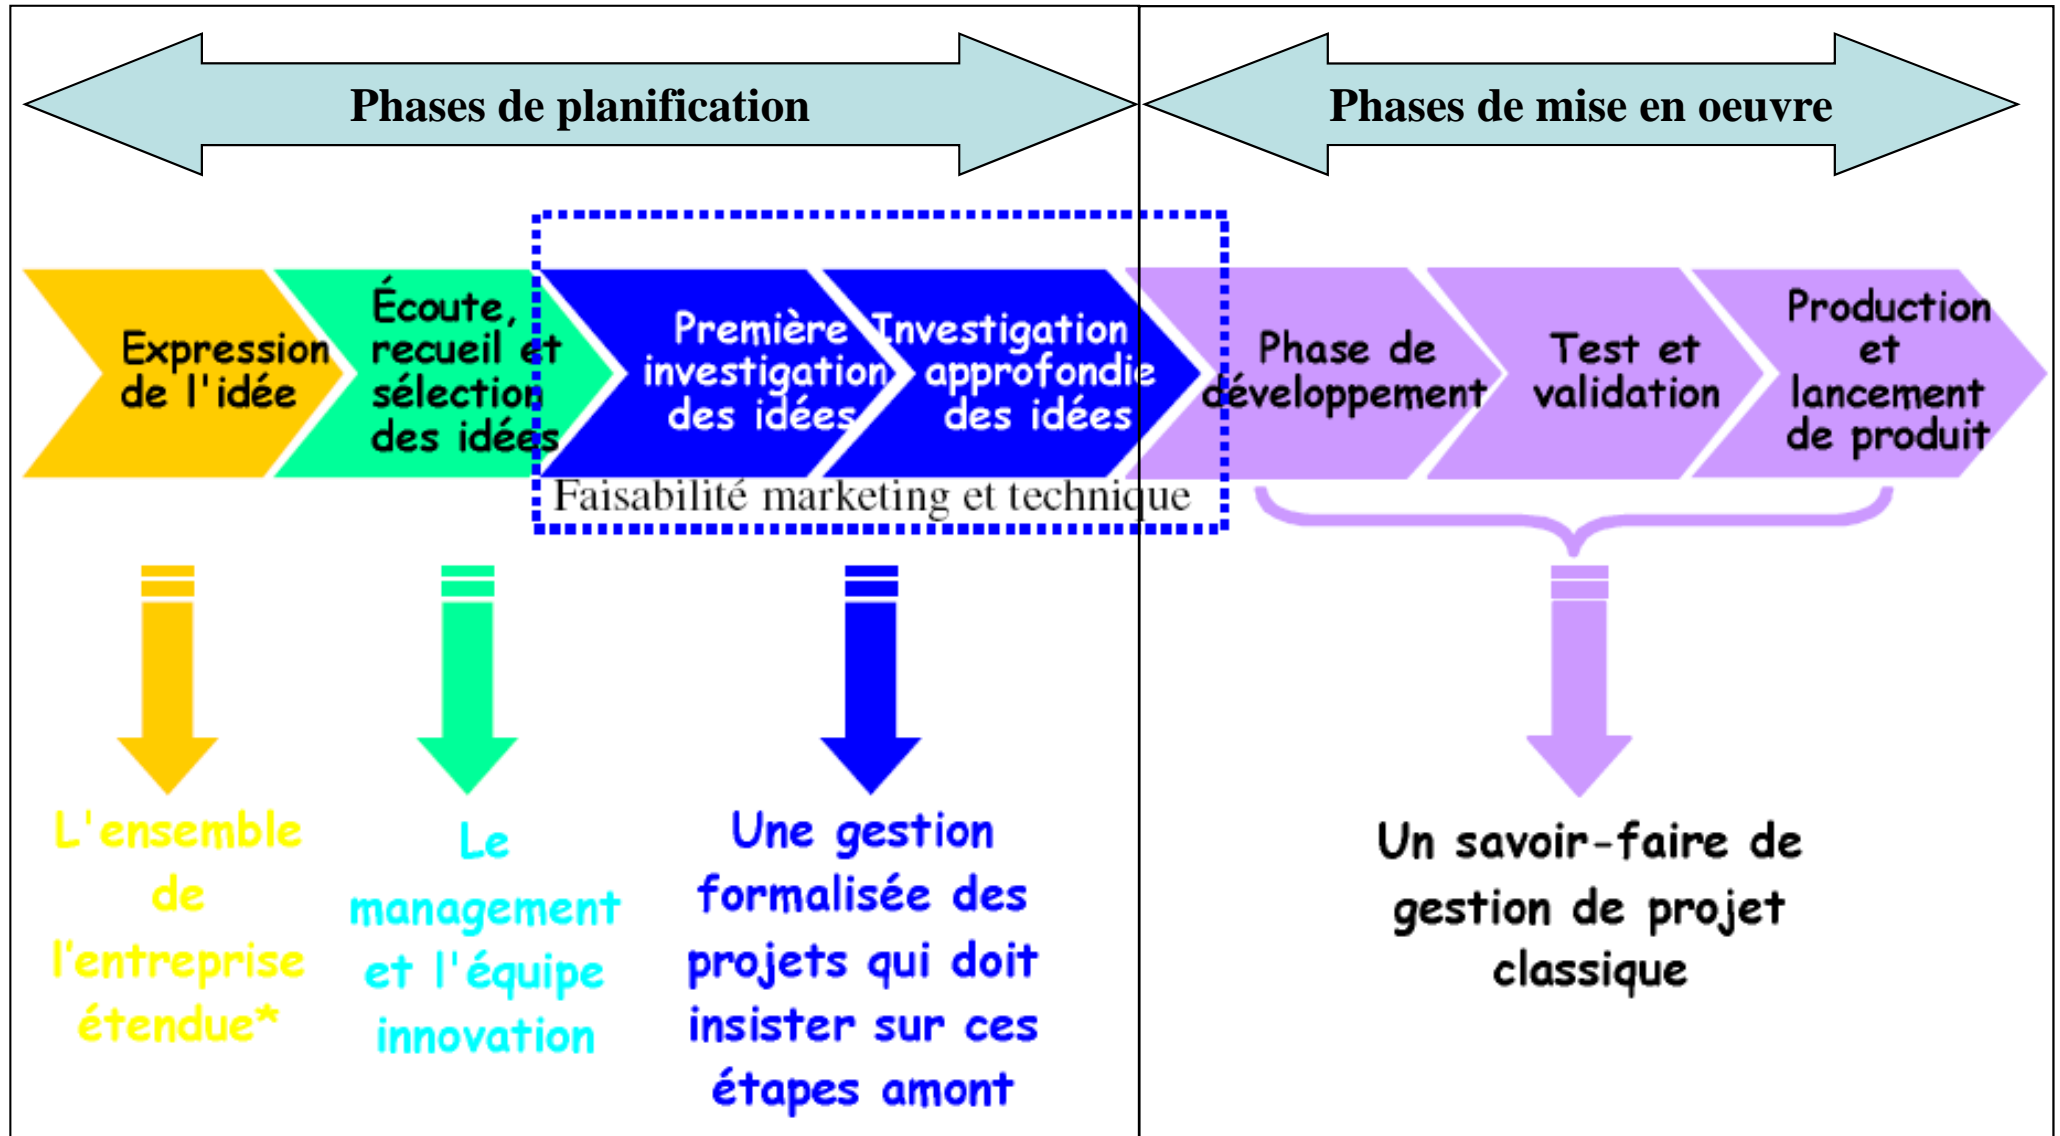 Phases de planification
Phases de mise en oeuvre
Expression
de l'idée
Écoute,
recueil et
sélection
des idées
Première
investigation
des idées
Investigation
approfondie
des idées
Phase de
développement
Test et
validation
Production
et
lancement
de produit
Faisabilité marketing et technique
L'ensemble
de
l'entreprise
étendue*
Le
management
et l'équipe
innovation
Une gestion
formalisée des
projets qui doit
insister sur ces
étapes amont
Un savoir-faire de
gestion de projet
classique